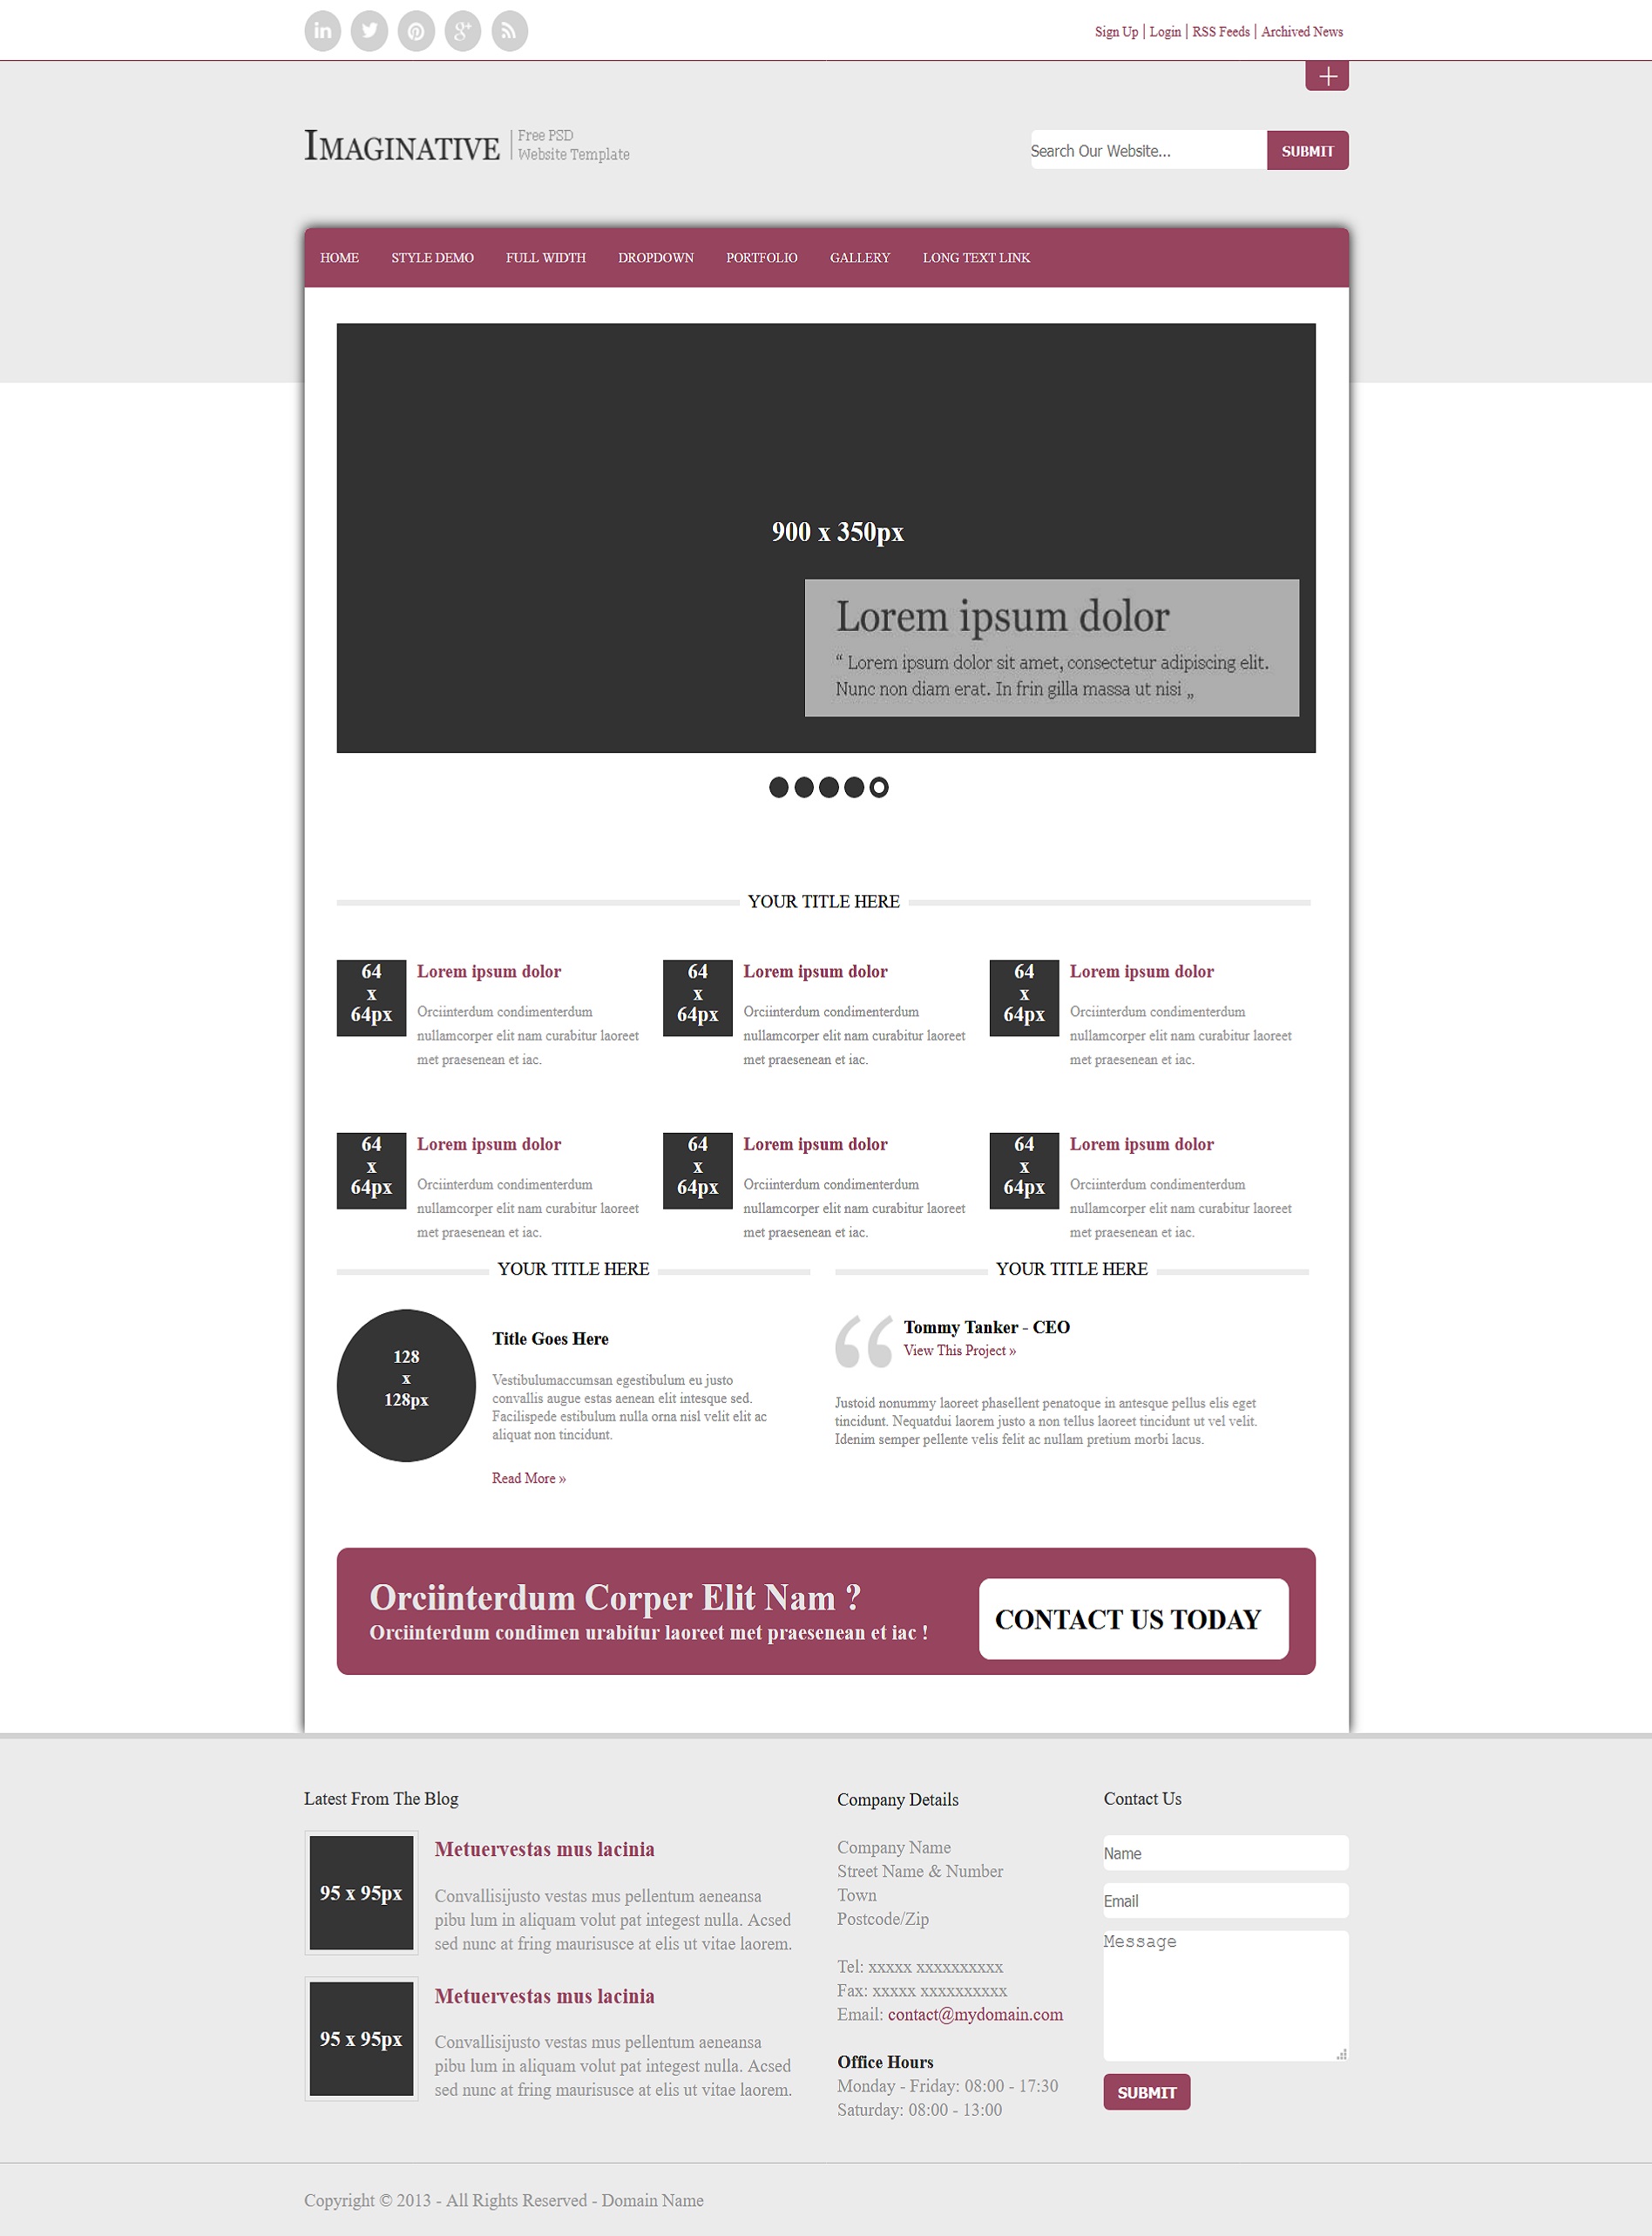 Sign Up | Login | RSS Feeds | Archived News
IMAGINATIVE
Free PSD
Website Template
Search Our Website...
SUBMIT
HOME STYLE DEMO FULL WIDTH DROPDOWN PORTFOLIO GALLERY LONG TEXT LINK
900 x 350px
Lorem ipsum dolor
“ Lorem ipsum dolor sit amet, consectetur adipiscing elit.
Nunc non diam erat. In frin gilla massa ut nisi „
YOUR TITLE HERE
64
x
64px
Lorem ipsum dolor
Orciinterdum condimenterdum
nullamcorper elit nam curabitur laoreet
met praesenean et iac.
64
x
64px
Lorem ipsum dolor
Orciinterdum condimenterdum
nullamcorper elit nam curabitur laoreet
met praesenean et iac.
64
x
64px
Lorem ipsum dolor
Orciinterdum condimenterdum
nullamcorper elit nam curabitur laoreet
met praesenean et iac.
64
x
64px
Lorem ipsum dolor
Orciinterdum condimenterdum
nullamcorper elit nam curabitur laoreet
met praesenean et iac.
64
x
64px
Lorem ipsum dolor
Orciinterdum condimenterdum
nullamcorper elit nam curabitur laoreet
met praesenean et iac.
64
x
64px
Lorem ipsum dolor
Orciinterdum condimenterdum
nullamcorper elit nam curabitur laoreet
met praesenean et iac.
YOUR TITLE HERE
128
x
128px
Title Goes Here
Vestibulumaccumsan egestibulum eu justo
convallis augue estas aenean elit intesque sed.
Facilispede estibulum nulla orna nisl velit elit ac
aliquat non tincidunt.
Read More »
YOUR TITLE HERE
“
Tommy Tanker - CEO
View This Project »
Justoid nonummy laoreet phasellent penatoque in antesque pellus elis eget
tincidunt. Nequatdui laorem justo a non tellus laoreet tincidunt ut vel velit.
Idenim semper pellente velis felit ac nullam pretium morbi lacus.
Orciinterdum Corper Elit Nam ?
Orciinterdum condimen urabitur laoreet met praesenean et iac !
CONTACT US TODAY
Latest From The Blog
95 x 95px
Metuervestas mus lacinia
Convallisijusto vestas mus pellentum aeneansa
pibu lum in aliquam volut pat integest nulla. Acsed
sed nunc at fring maurisusce at elis ut vitae laorem.
95 x 95px
Metuervestas mus lacinia
Convallisijusto vestas mus pellentum aeneansa
pibu lum in aliquam volut pat integest nulla. Acsed
sed nunc at fring maurisusce at elis ut vitae laorem.
Company Details
Company Name
Street Name & Number
Town
Postcode/Zip
Tel: xxxxx xxxxxxxxxx
Fax: xxxxx xxxxxxxxxx
Email: contact@mydomain.com
Office Hours
Monday - Friday: 08:00 - 17:30
Saturday: 08:00 - 13:00
Contact Us
Name
Email
Message
SUBMIT
Copyright © 2013 - All Rights Reserved - Domain Name